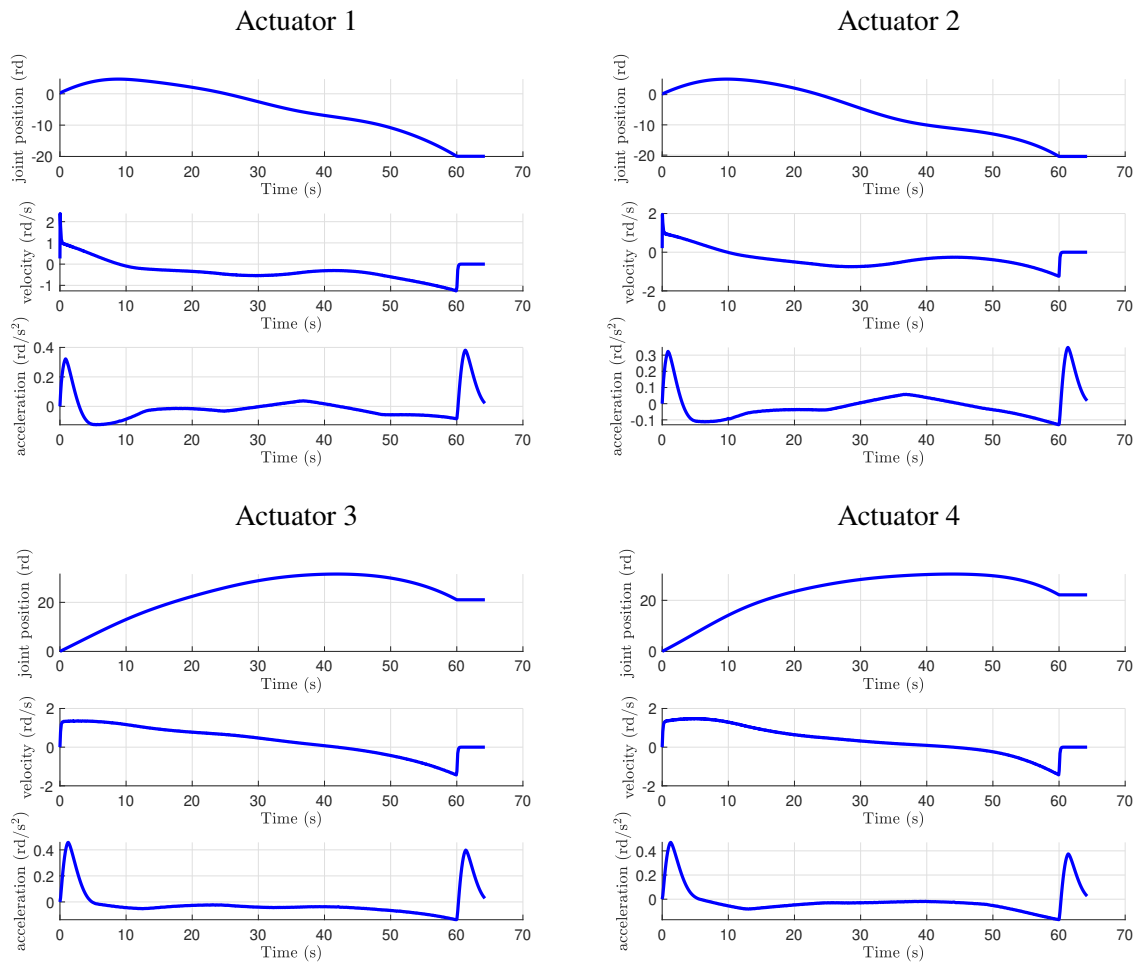 Actuator 1
joint position (rd)
0
-10
-20
0 10 20 30 40 50 60 70
Time (s)
velocity (rd/s)
2
1
0
-1
0 10 20 30 40 50 60 70
Time (s)
acceleration (rd/s²)
0.4
0.2
0
0 10 20 30 40 50 60 70
Time (s)
Actuator 2
joint position (rd)
0
-10
-20
0 10 20 30 40 50 60 70
Time (s)
velocity (rd/s)
2
0
-2
0 10 20 30 40 50 60 70
Time (s)
acceleration (rd/s²)
0.3
0.2
0.1
0
-0.1
0 10 20 30 40 50 60 70
Time (s)
Actuator 3
joint position (rd)
20
0
0 10 20 30 40 50 60 70
Time (s)
velocity (rd/s)
2
0
-2
0 10 20 30 40 50 60 70
Time (s)
acceleration (rd/s²)
0.4
0.2
0
0 10 20 30 40 50 60 70
Time (s)
Actuator 4
joint position (rd)
20
0
0 10 20 30 40 50 60 70
Time (s)
velocity (rd/s)
2
0
-2
0 10 20 30 40 50 60 70
Time (s)
acceleration (rd/s²)
0.4
0.2
0
0 10 20 30 40 50 60 70
Time (s)